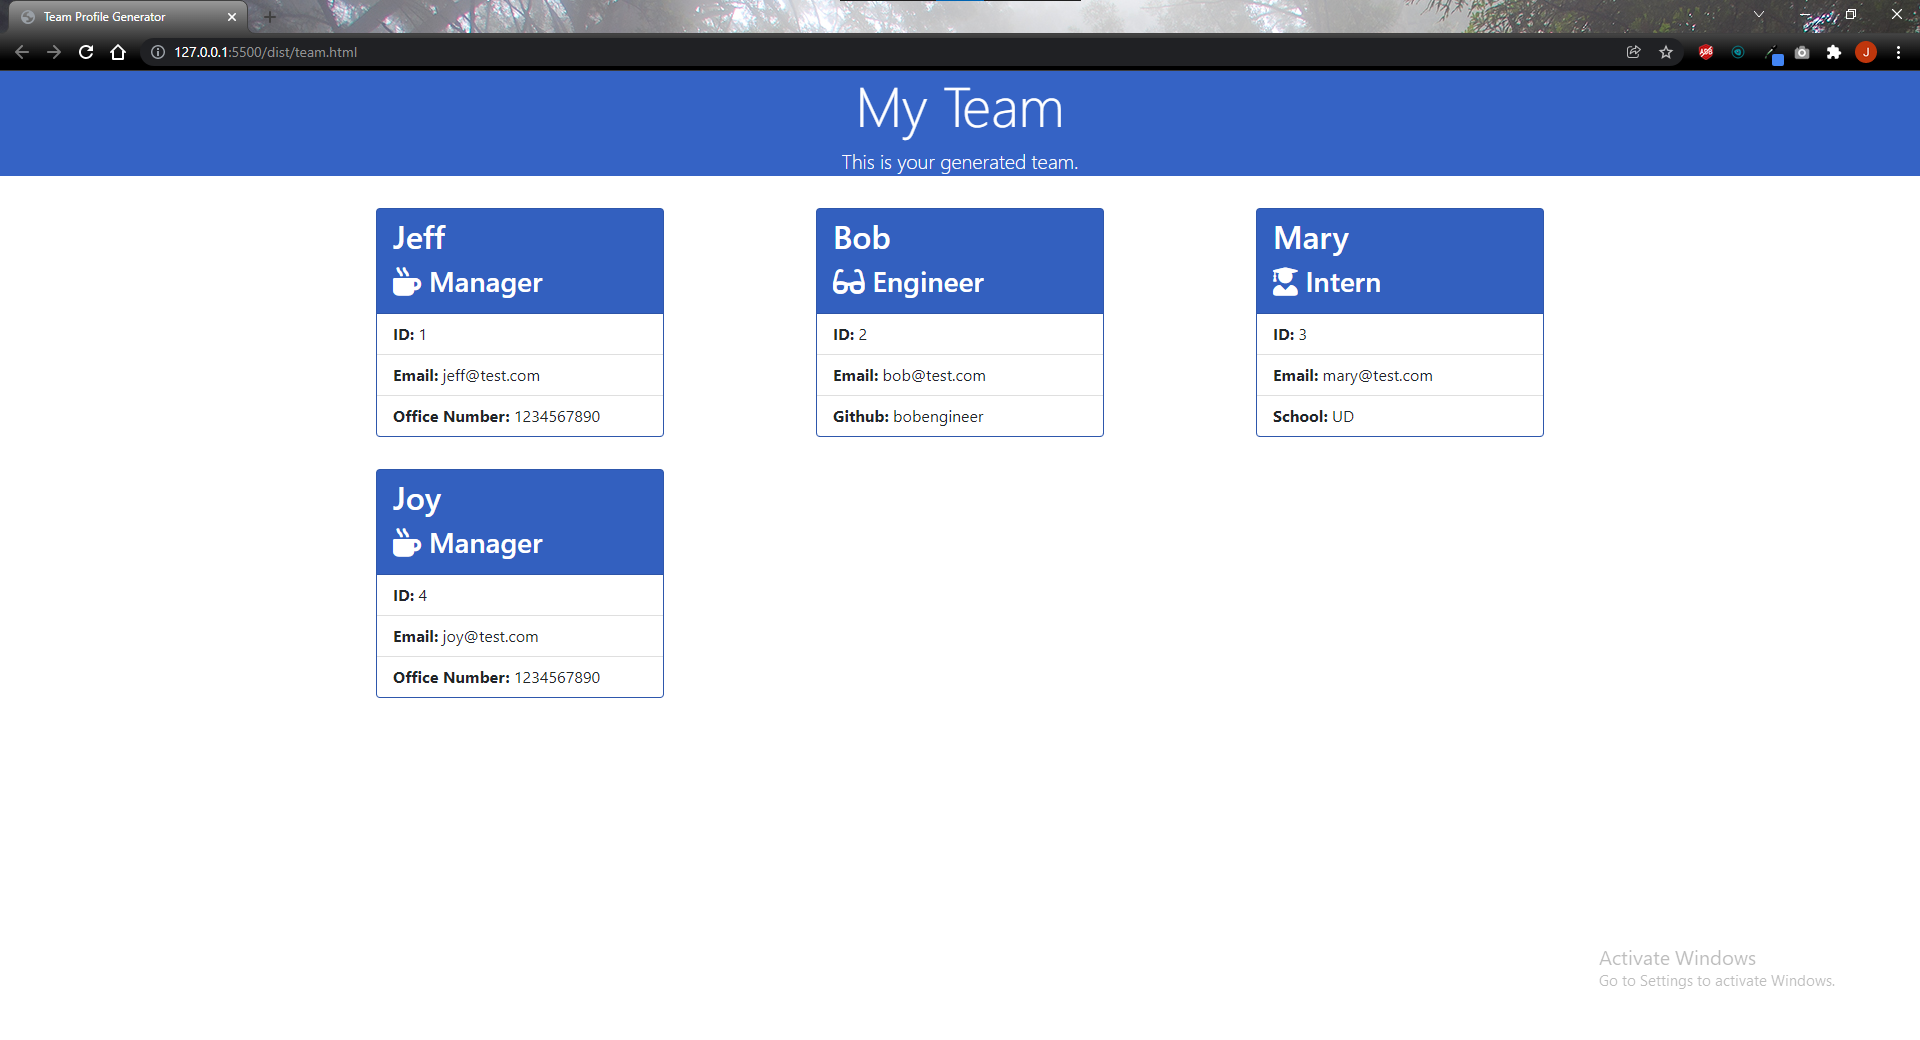 Team Profile Generator
127.0.0.1:5500/dist/team.html
J
My Team
This is your generated team.
Jeff
Manager
ID: 1
Email: jeff@test.com
Office Number: 1234567890
Bob
Engineer
ID: 2
Email: bob@test.com
Github: bobengineer
Mary
Intern
ID: 3
Email: mary@test.com
School: UD
Joy
Manager
ID: 4
Email: joy@test.com
Office Number: 1234567890
Activate Windows
Go to Settings to activate Windows.